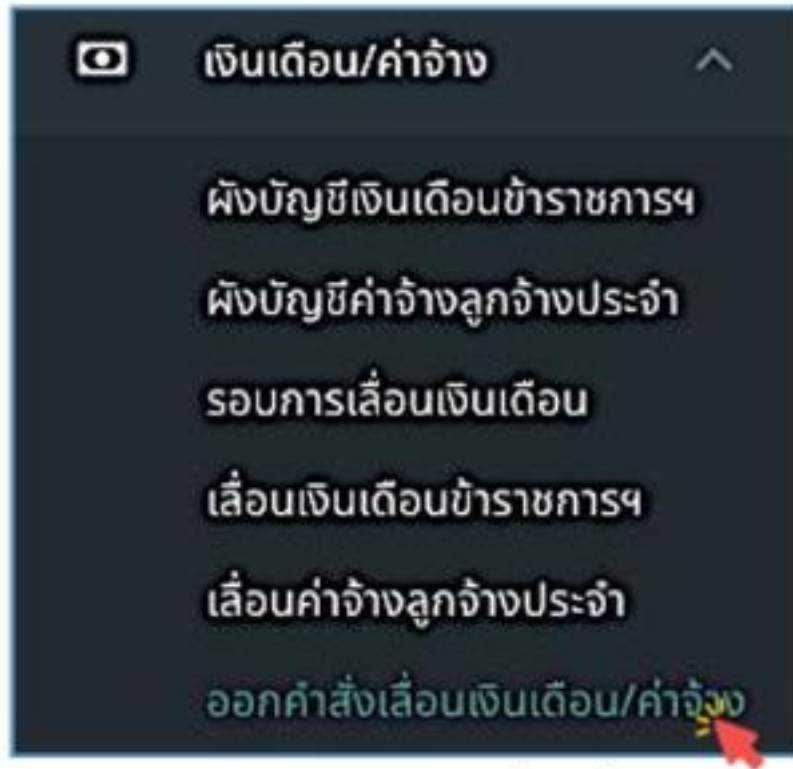 เงินเดือน/ค่าจ้าง
ผังบัญชีเงินเดือนข้าราชการฯ
ผังบัญชีค่าจ้างลูกจ้างประจำ
รอบการเลื่อนเงินเดือน
เลื่อนเงินเดือนข้าราชการฯ
เลื่อนค่าจ้างลูกจ้างประจำ
ออกคำสั่งเลื่อนเงินเดือน/ค่าจ้าง